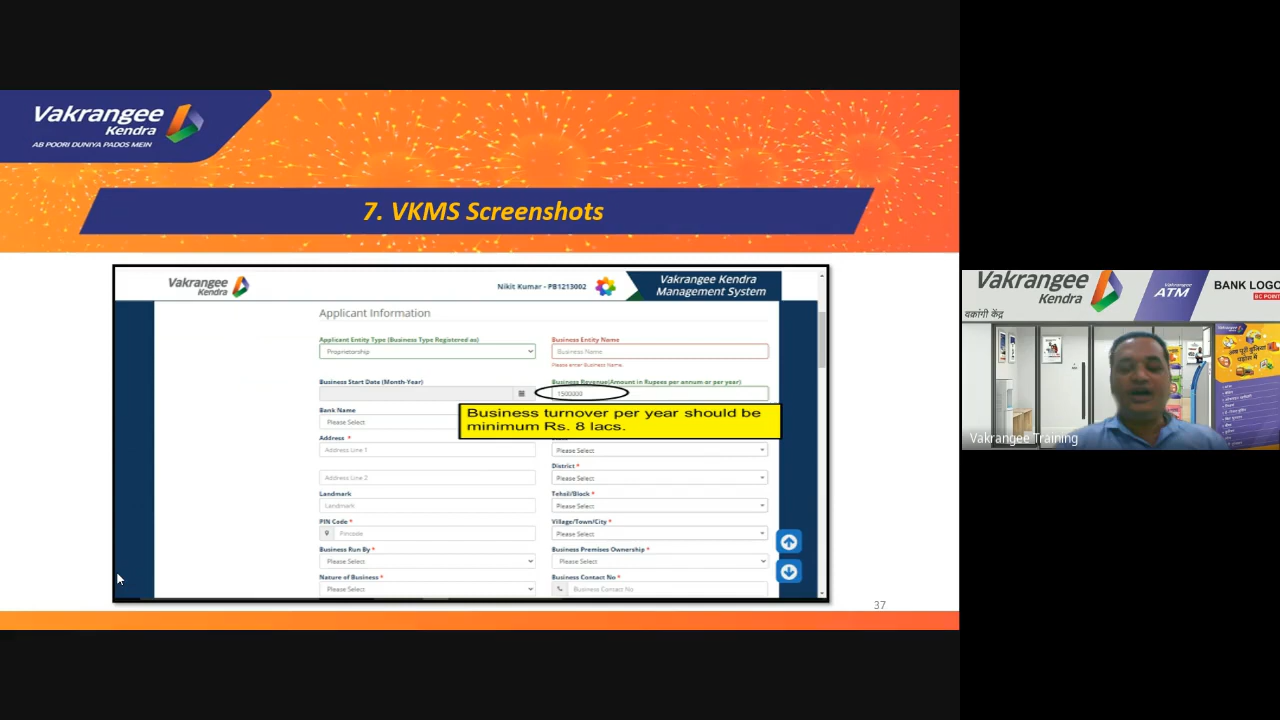 Vakrangee
Kendra
AB POORI DUNIYA PADOS MEIN
7. VKMS Screenshots
Vakrangee
Kendra
Nikit Kumar - PB1213002
Vakrangee Kendra
Management System
Applicant Information
Applicant Entity Type (Business Type Registered as)
Proprietorship
Business Entity Name
Business Name
Please enter Business Name.
Business Start Date (Month-Year)
Business Revenue(Amount in Rupees per annum or per year)
1500000
Business turnover per year should be
minimum Rs. 8 lacs.
Bank Name
Please Select
Address *
Address Line 1
Please Select
Address Line 2
District *
Please Select
Landmark
Landmark
Tehsil/Block *
Please Select
PIN Code *
Pincode
Village/Town/City *
Please Select
Business Run By *
Please Select
Business Premises Ownership *
Please Select
Nature of Business *
Please Select
Business Contact No *
Business Contact No
37
Vakrangee
Kendra
वक्रांगी केंद्र
Vakrangee
ATM
BANK LOGO
BC POINT
अब पूरी दुनिया
पड़ोस में
Vakrangee Training